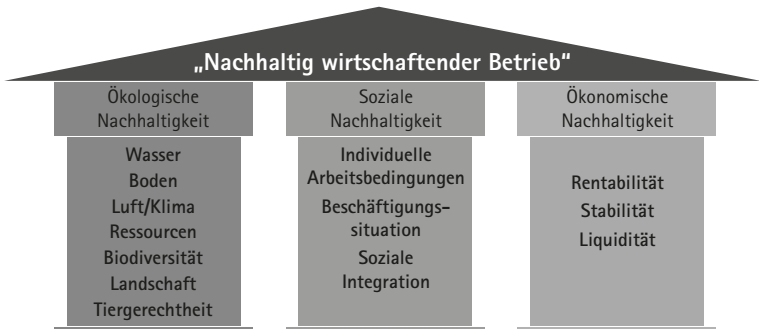 „Nachhaltig wirtschaftender Betrieb“
Ökologische
Nachhaltigkeit
Wasser
Boden
Luft/Klima
Ressourcen
Biodiversität
Landschaft
Tiergerechtheit
Soziale
Nachhaltigkeit
Individuelle
Arbeitsbedingungen
Beschäftigungs-
situation
Soziale
Integration
Ökonomische
Nachhaltigkeit
Rentabilität
Stabilität
Liquidität